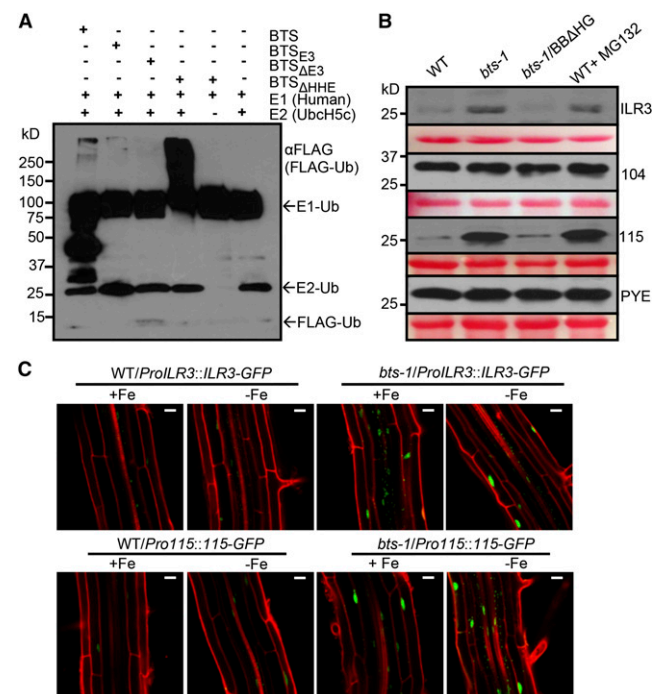 A
+ - - - - - BTS
- + - - - - BTSE3
- - + - - - BTSΔE3
- - - + + - BTSΔHHE
+ + + + + + E1 (Human)
+ + + + - + E2 (UbcH5c)
kD
250
150
100
75
50
37
25
15
αFLAG
(FLAG-Ub)
←E1-Ub
←E2-Ub
←FLAG-Ub
B
WT
bts-1
bts-1/BBΔHG
WT+ MG132
kD
25
37
25
25
25
ILR3
104
115
PYE
C
WT/ProILR3::ILR3-GFP
bts-1/ProILR3::ILR3-GFP
+Fe -Fe +Fe -Fe
WT/Pro115::115-GFP
bts-1/Pro115::115-GFP
+Fe -Fe + Fe -Fe